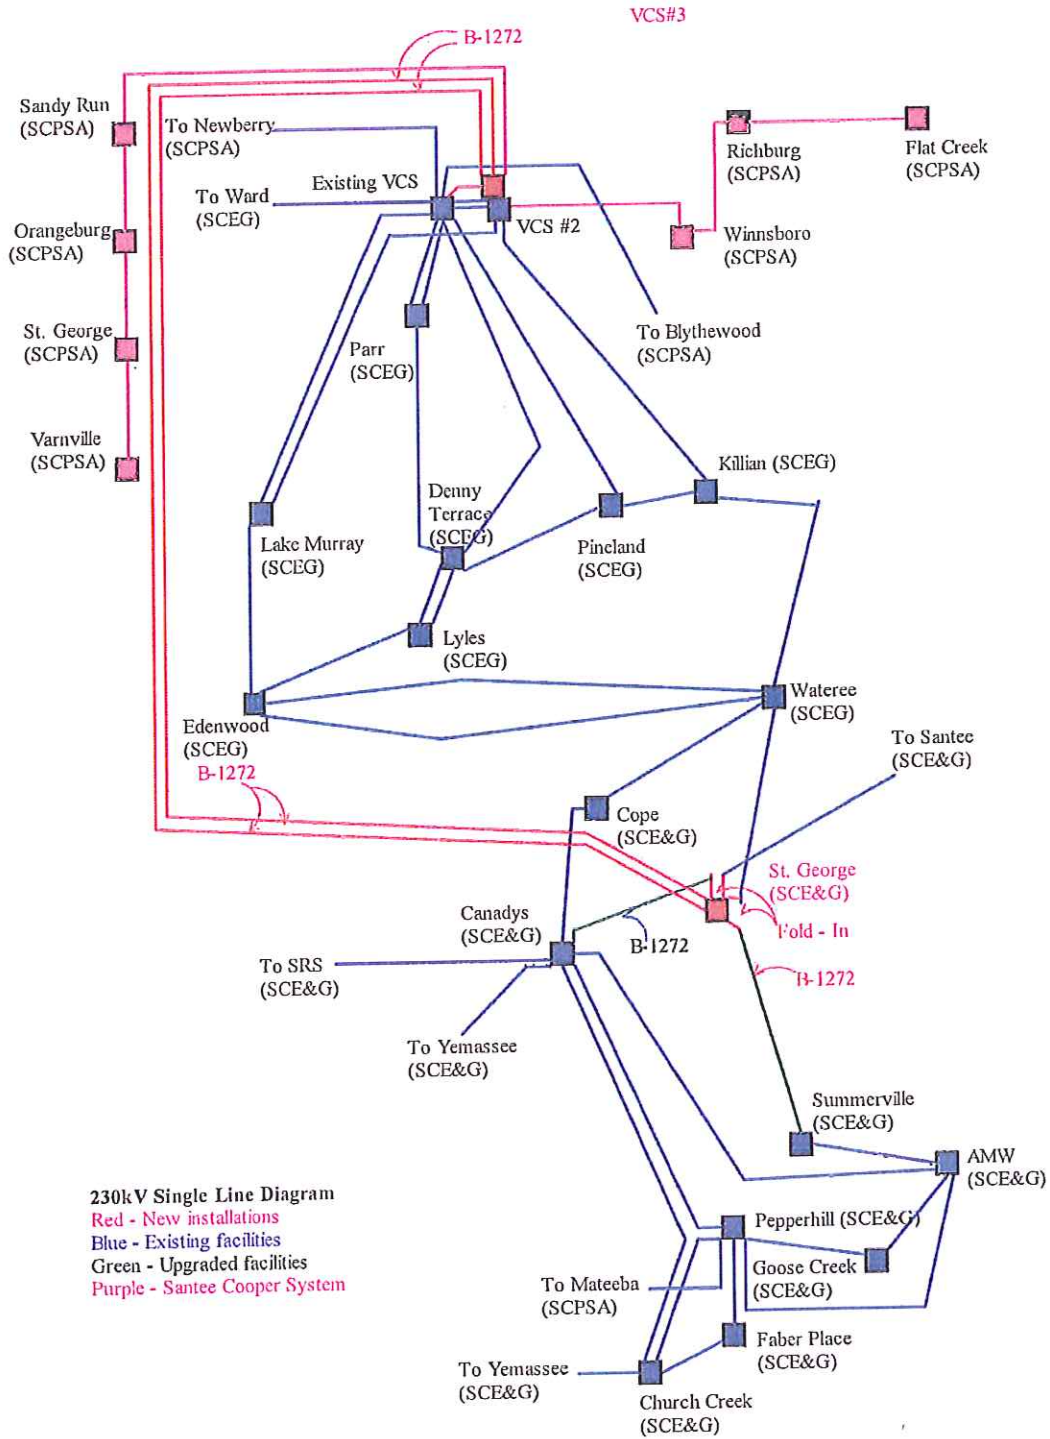 VCS#3
B-1272
Sandy Run
(SCPSA)
To Newberry
(SCPSA)
Richburg
(SCPSA)
Flat Creek
(SCPSA)
Existing VCS
To Ward
(SCEG)
VCS #2
Orangeburg
(SCPSA)
Winnsboro
(SCPSA)
St. George
(SCPSA)
To Blythewood
(SCPSA)
Parr
(SCEG)
Varnville
(SCPSA)
Killian (SCEG)
Denny
Terrace
(SCEG)
Lake Murray
(SCEG)
Pineland
(SCEG)
Lyles
(SCEG)
Wateree
(SCEG)
Edenwood
(SCEG)
To Santee
(SCE&G)
B-1272
Cope
(SCE&G)
St. George
(SCE&G)
Canadys
(SCE&G)
Fold - In
B-1272
To SRS
(SCE&G)
B-1272
To Yemassee
(SCE&G)
Summerville
(SCE&G)
AMW
(SCE&G)
230kV Single Line Diagram
Red - New installations
Blue - Existing facilities
Green - Upgraded facilities
Purple - Santee Cooper System
Pepperhill (SCE&G)
Goose Creek
(SCE&G)
To Mateeba
(SCPSA)
Faber Place
(SCE&G)
To Yemassee
(SCE&G)
Church Creek
(SCE&G)